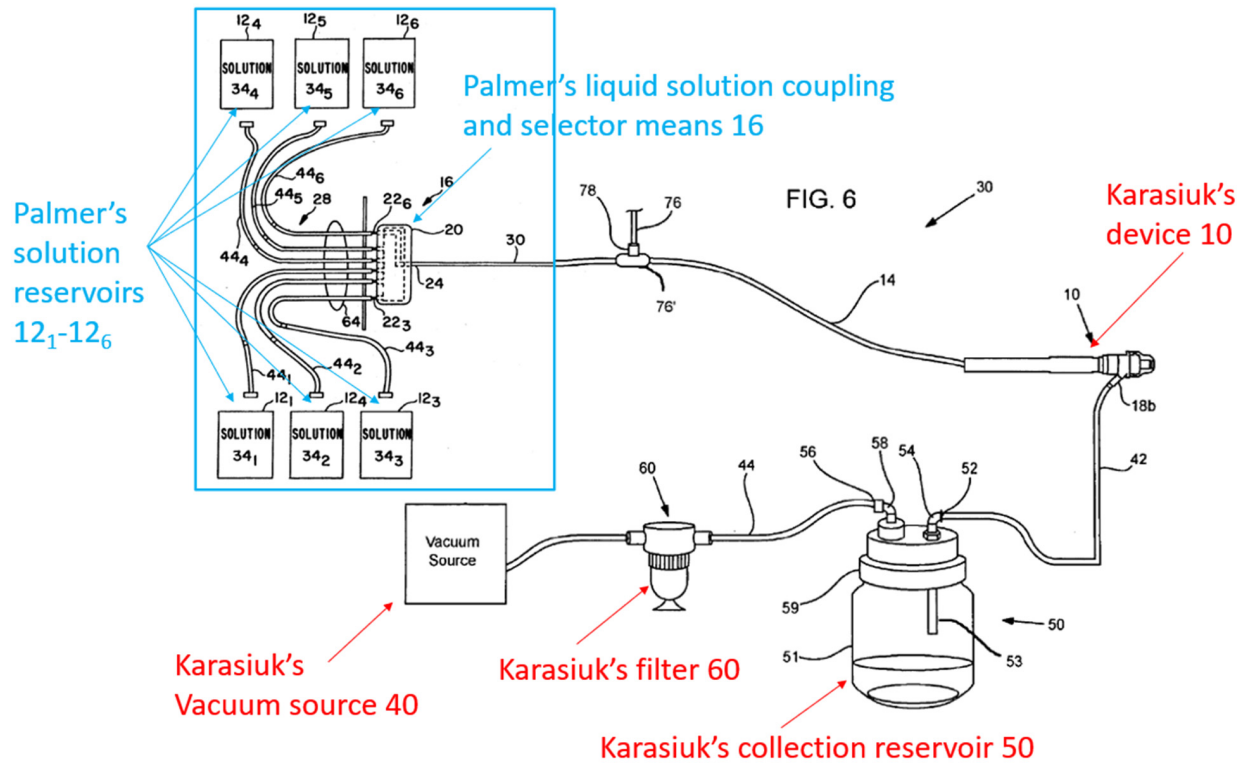 12₄
12₅
12₆
SOLUTION
34₄
SOLUTION
34₅
SOLUTION
34₆
Palmer’s liquid solution coupling
and selector means 16
Palmer’s
solution
reservoirs
12₁-12₆
44₆
44₅
44₄
28
22₆
16
20
30
24
64
22₃
44₃
44₂
44₁
12₁
12₄
12₃
SOLUTION
34₁
SOLUTION
34₂
SOLUTION
34₃
78
76
76'
FIG. 6
30
14
Karasiuk’s
device 10
10
18b
42
Vacuum
Source
60
44
56
58
54
52
59
51
53
50
Karasiuk’s
Vacuum source 40
Karasiuk’s filter 60
Karasiuk’s collection reservoir 50